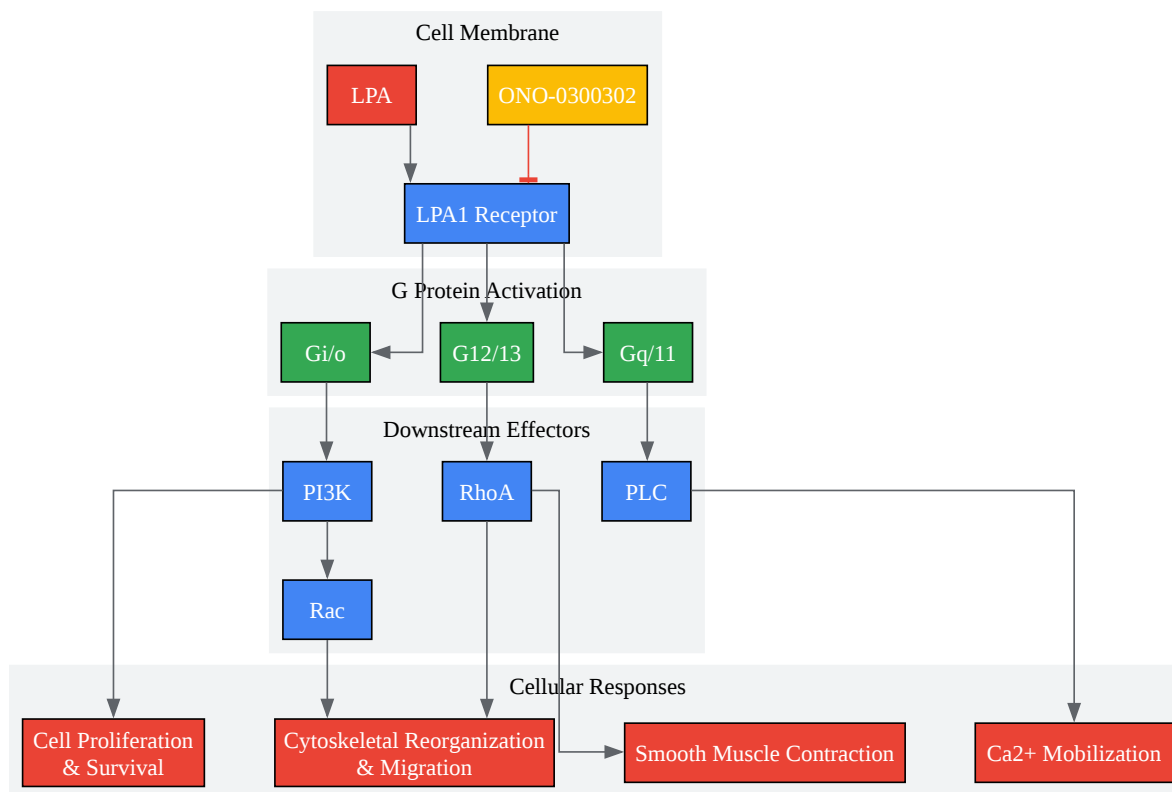 Cell Membrane
LPA
ONO-0300302
LPA1 Receptor
G Protein Activation
Gi/o
G12/13
Gq/11
Downstream Effectors
PI3K
RhoA
PLC
Rac
Cellular Responses
Cell Proliferation
& Survival
Cytoskeletal Reorganization
& Migration
Smooth Muscle Contraction
Ca2+ Mobilization